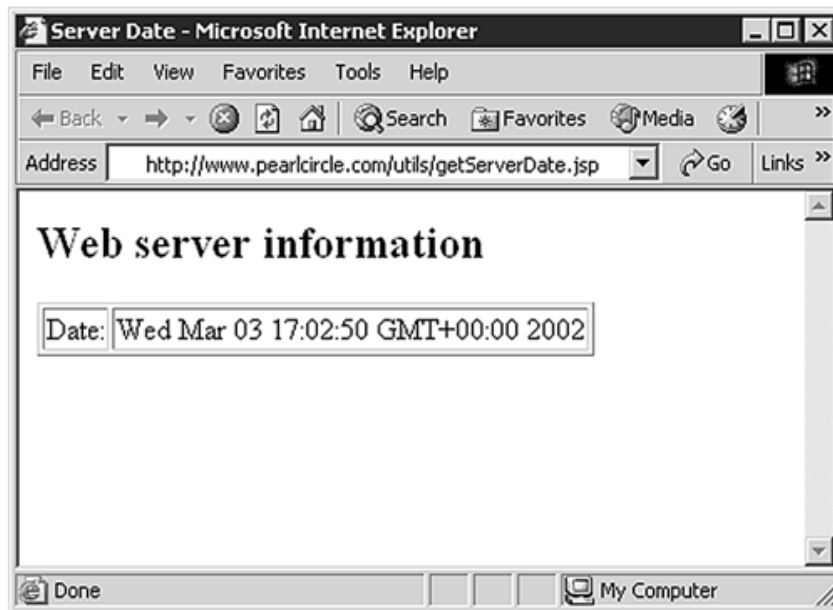 Server Date - Microsoft Internet Explorer
File Edit View Favorites Tools Help
Back Search Favorites Media »
Address http://www.pearlcircle.com/utils/getServerDate.jsp Go Links »
Web server information
Date: Wed Mar 03 17:02:50 GMT+00:00 2002
Done My Computer